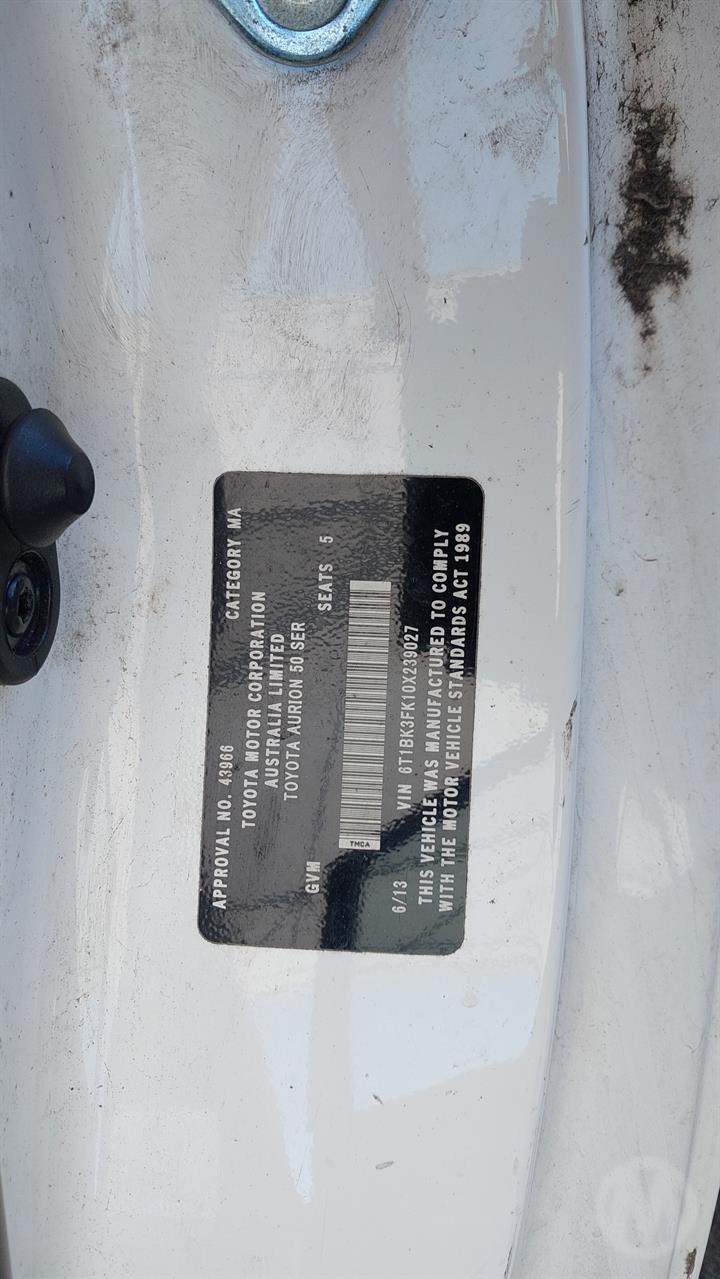 APPROVAL NO. 43966 CATEGORY MA
TOYOTA MOTOR CORPORATION
AUSTRALIA LIMITED
TOYOTA AURION 50 SER
GVM SEATS 5
TMCA
6/13 VIN 6T1BK3FK10X239027
THIS VEHICLE WAS MANUFACTURED TO COMPLY
WITH THE MOTOR VEHICLE STANDARDS ACT 1989
M